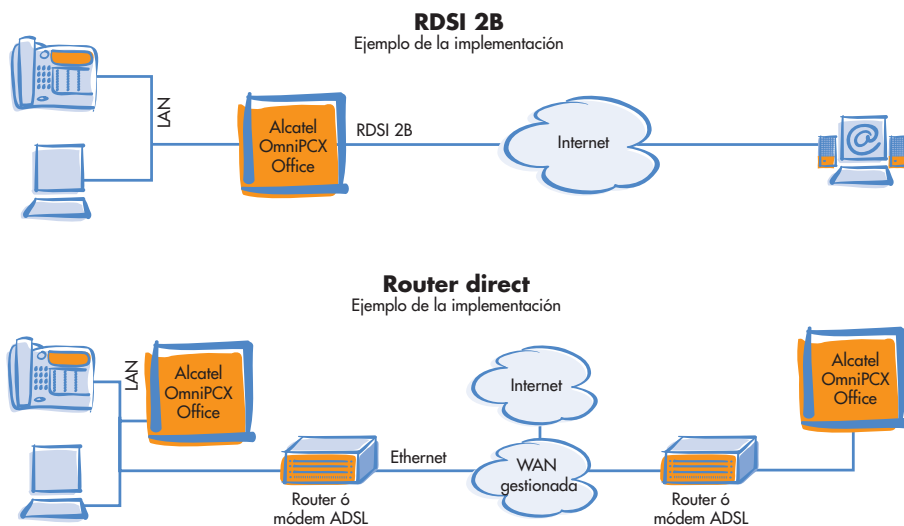 RDSI 2B
Ejemplo de la implementación
LAN
Alcatel
OmniPCX
Office
RDSI 2B
Internet
@
Router direct
Ejemplo de la implementación
LAN
Alcatel
OmniPCX
Office
Internet
Alcatel
OmniPCX
Office
Ethernet
WAN
gestionada
Router ó
módem ADSL
Router ó
módem ADSL